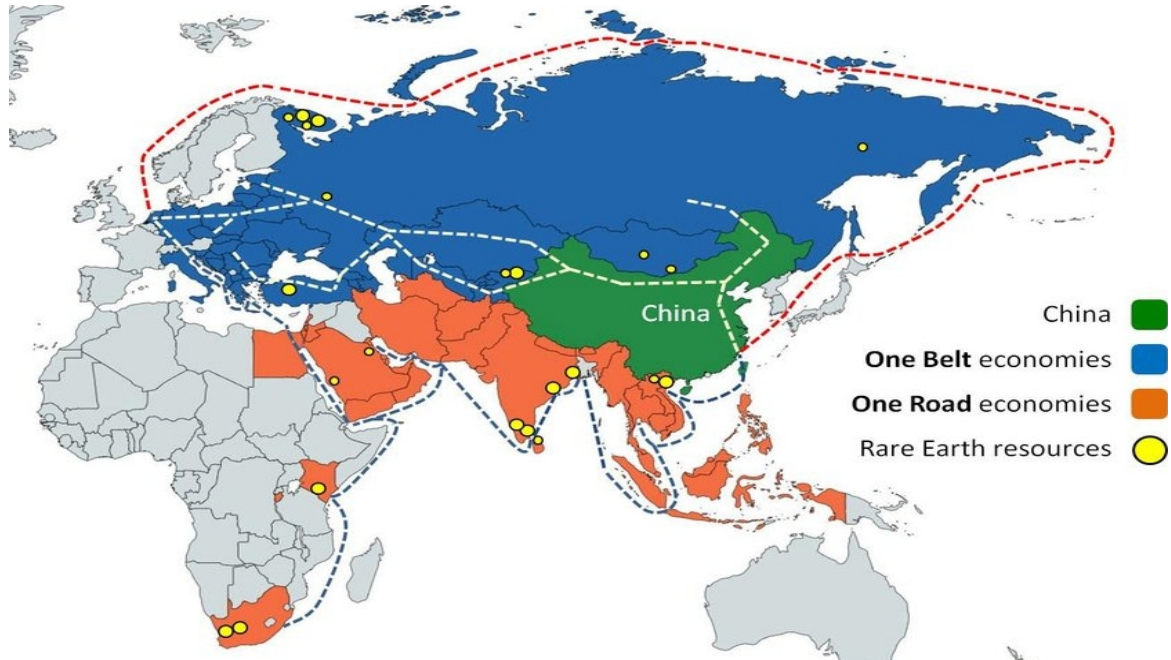 China
China
One Belt economies
One Road economies
Rare Earth resources